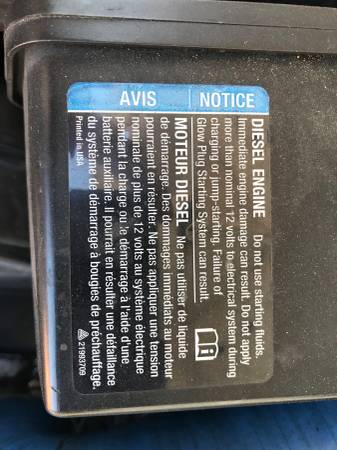 NOTICE
DIESEL ENGINE Do not use starting fluids.
Immediate engine damage can result. Do not apply
more than nominal 12 volts to electrical system during
charging or jump-starting. Failure of
Glow Plug Starting System can result.
AVIS
MOTEUR DIESEL Ne pas utiliser de liquide
de démarrage. Des dommages immédiats au moteur
pourraient en résulter. Ne pas appliquer une tension
nominale de plus de 12 volts au système électrique
pendant la charge ou le démarrage à l'aide d'une
batterie auxiliaire. Il pourrait en résulter une défaillance
du système de démarrage à bougies de préchauffage.
Printed in USA
21993709